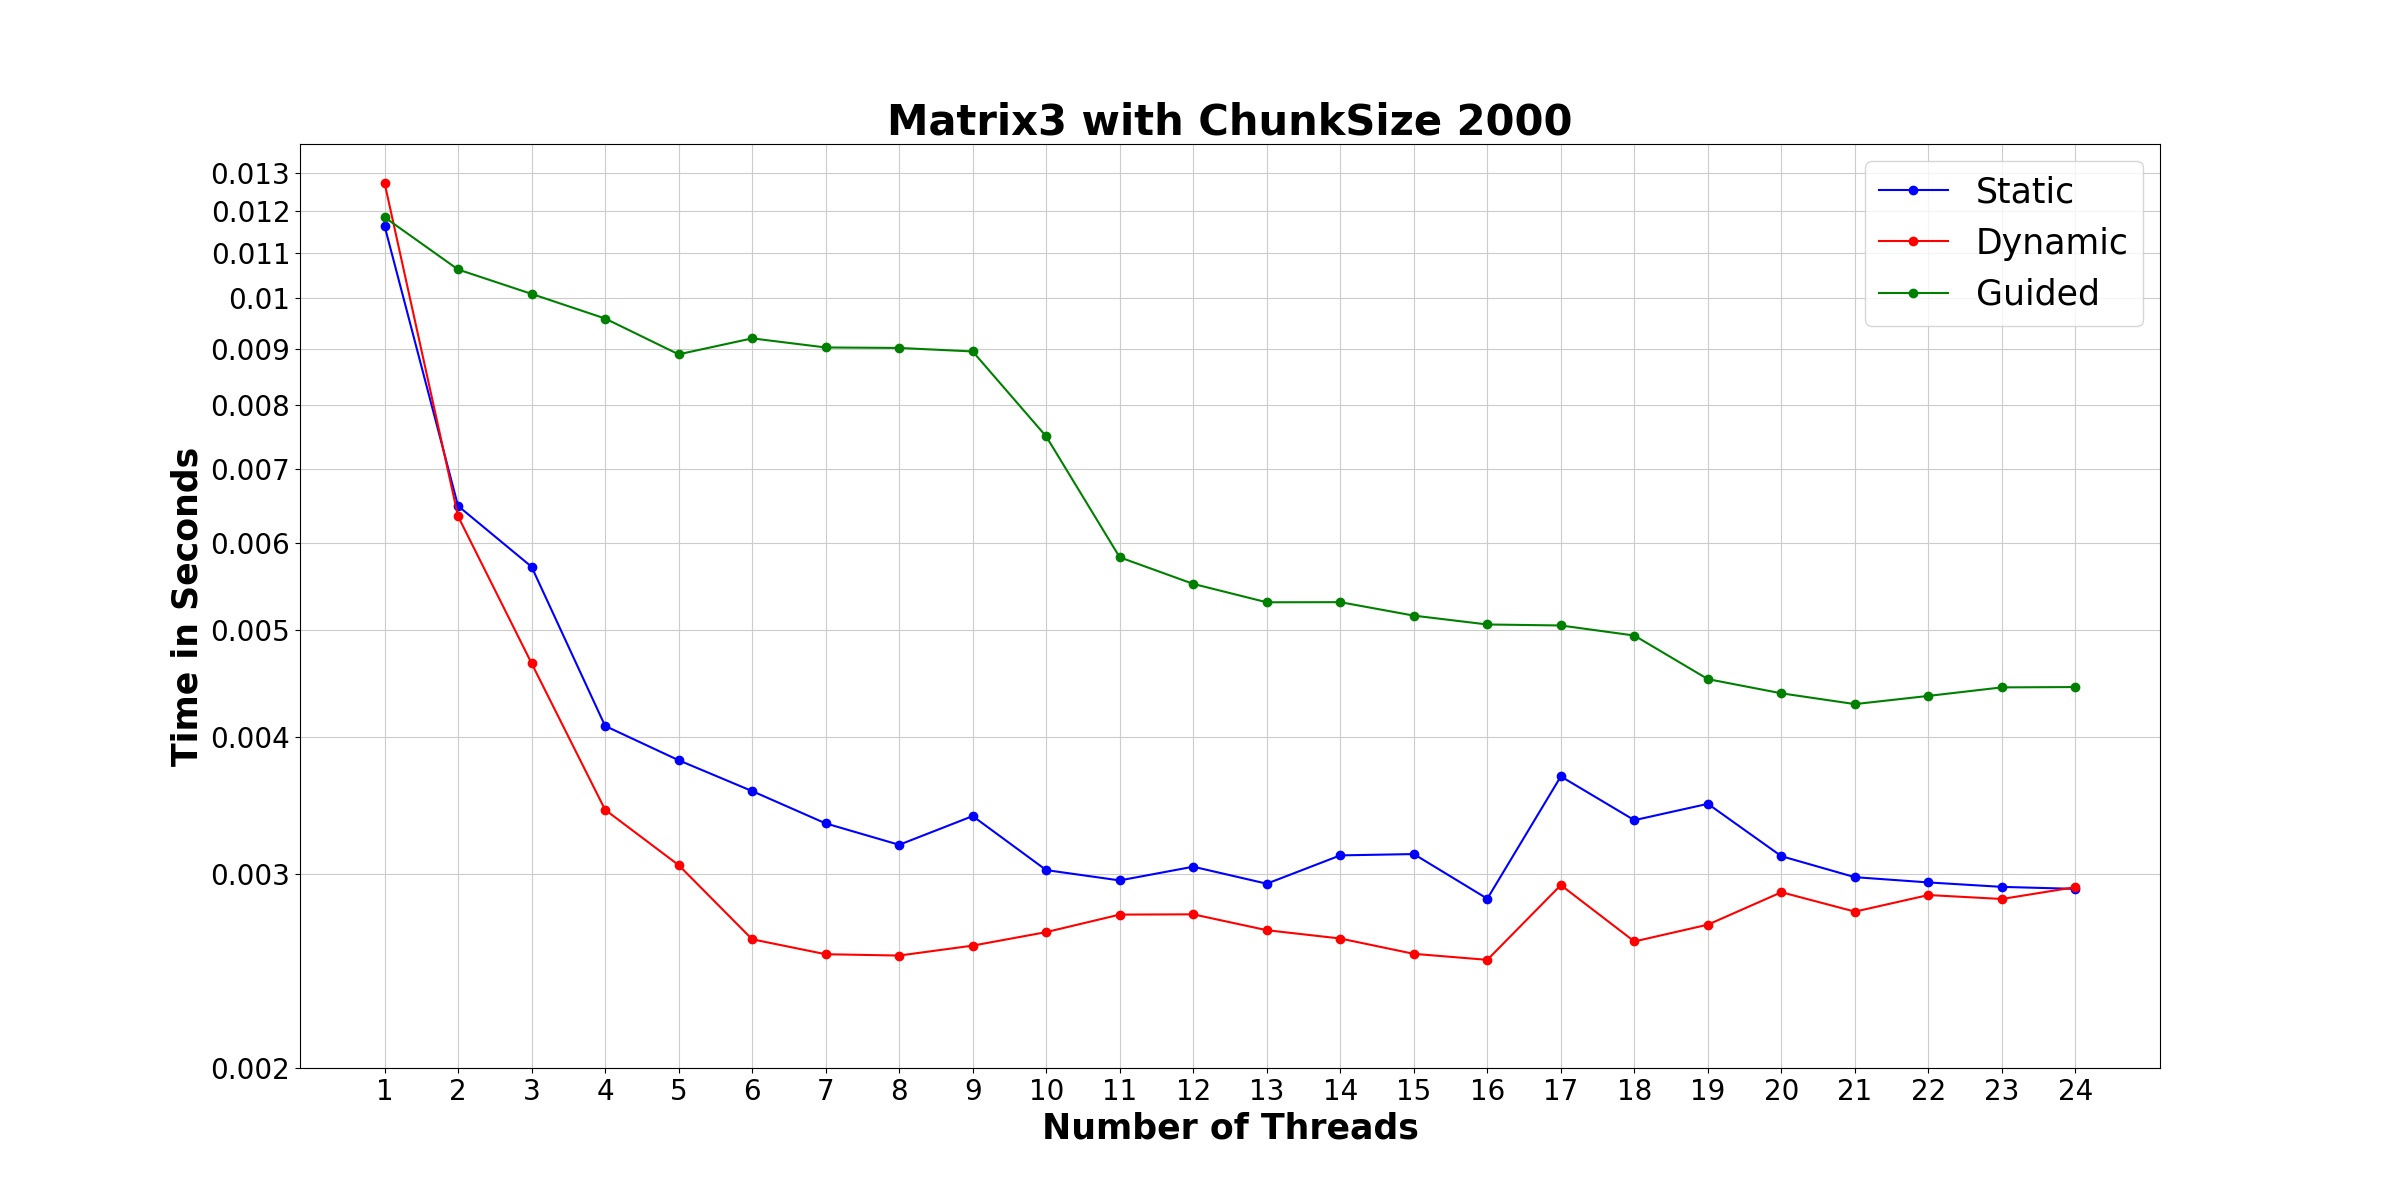 Matrix3 with ChunkSize 2000
0.013
0.012
0.011
0.01
0.009
0.008
0.007
0.006
0.005
0.004
0.003
0.002
Time in Seconds
Static
Dynamic
Guided
1 2 3 4 5 6 7 8 9 10 11 12 13 14 15 16 17 18 19 20 21 22 23 24
Number of Threads